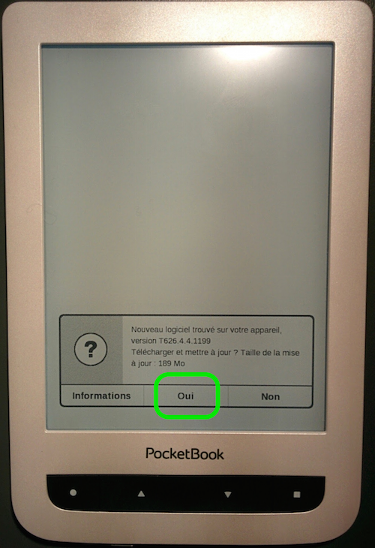 Nouveau logiciel trouvé sur votre appareil,
version T626.4.4.1199
Télécharger et mettre à jour ? Taille de la mise
à jour : 189 Mo
?
Informations Oui Non
PocketBook